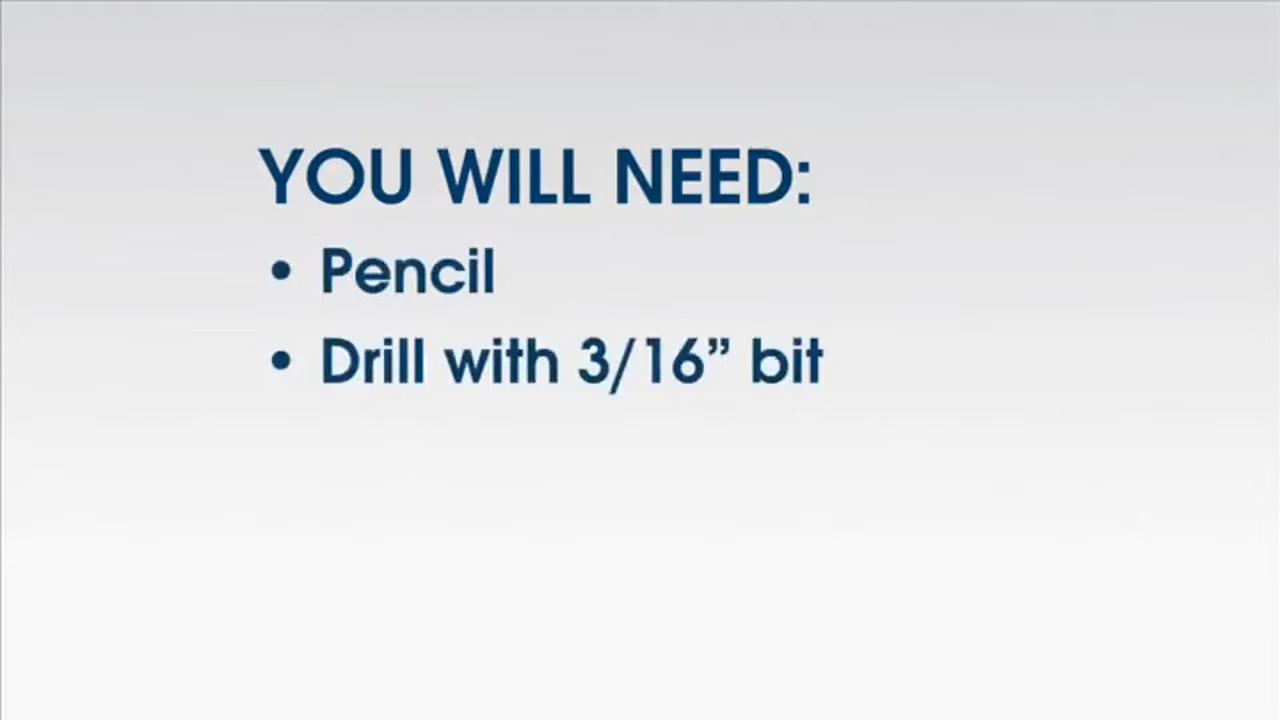 YOU WILL NEED:
• Pencil
• Drill with 3/16” bit